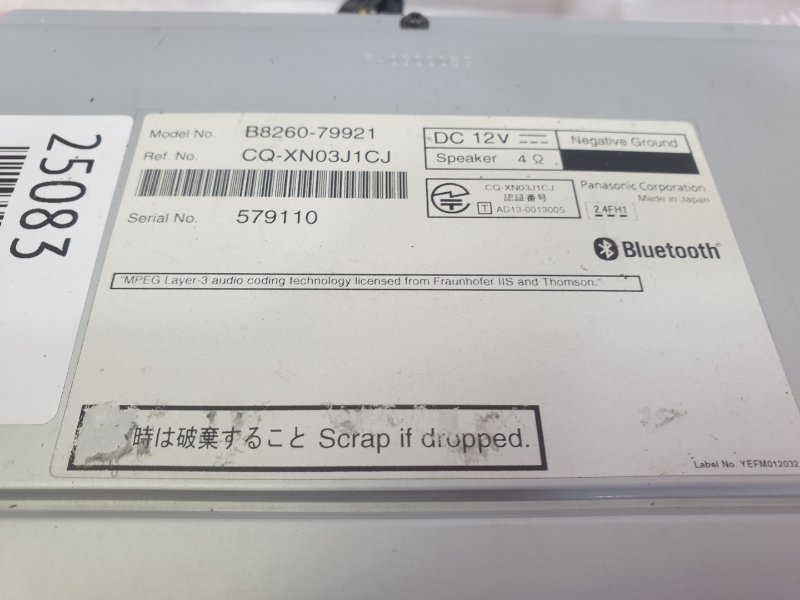 25083
Model No. B8260-79921
Ref. No. CQ-XN03J1CJ
DC 12V
Negative Ground
Speaker 4 Ω
CQ-XN03J1CJ
認証番号
T AD13-0013005
Panasonic Corporation
Made in Japan
2.4FH1
Serial No. 579110
Bluetooth®
"MPEG Layer-3 audio coding technology licensed from Fraunhofer IIS and Thomson."
時は破棄すること Scrap if dropped.
Label No. YEFM012032